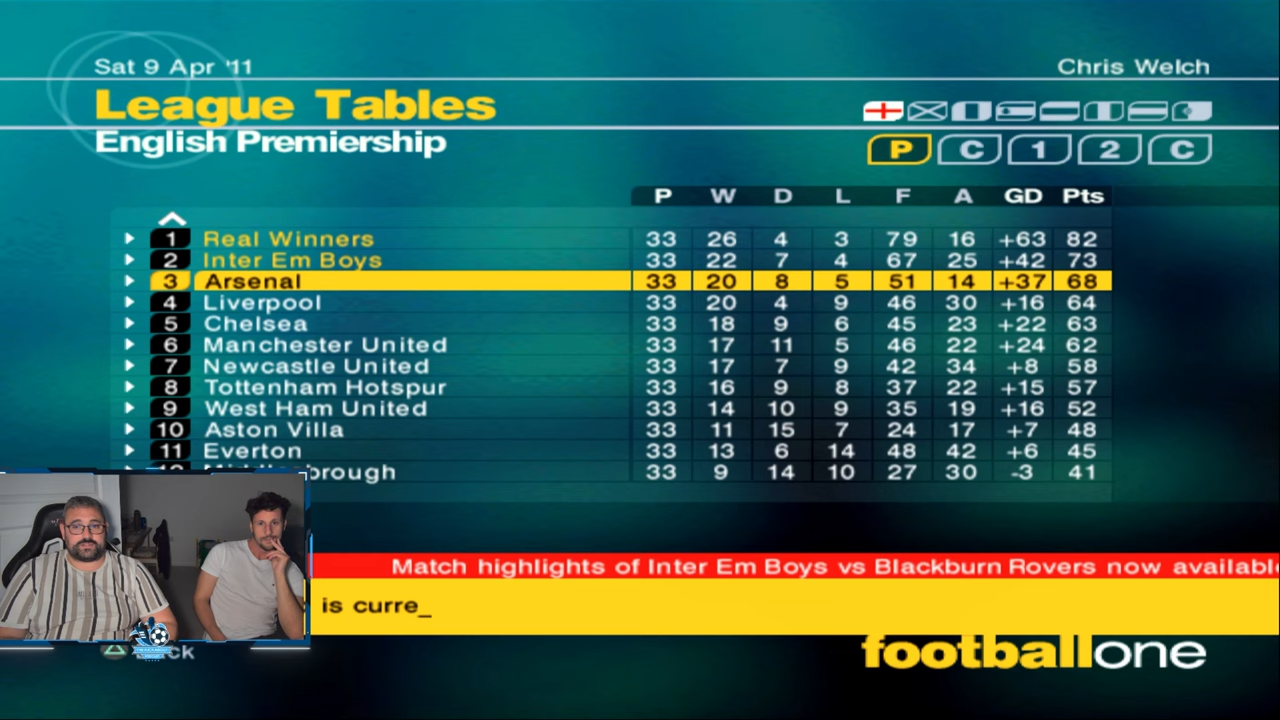 Sat 9 Apr '11
Chris Welch
League Tables
English Premiership
P C 1 2 C
P W D L F A GD Pts
1 Real Winners 33 26 4 3 79 16 +63 82
2 Inter Em Boys 33 22 7 4 67 25 +42 73
3 Arsenal 33 20 8 5 51 14 +37 68
4 Liverpool 33 20 4 9 46 30 +16 64
5 Chelsea 33 18 9 6 45 23 +22 63
6 Manchester United 33 17 11 5 46 22 +24 62
7 Newcastle United 33 17 7 9 42 34 +8 58
8 Tottenham Hotspur 33 16 9 8 37 22 +15 57
9 West Ham United 33 14 10 9 35 19 +16 52
10 Aston Villa 33 11 15 7 24 17 +7 48
11 Everton 33 13 6 14 48 42 +6 45
12 Middlesbrough 33 9 14 10 27 30 -3 41
Match highlights of Inter Em Boys vs Blackburn Rovers now available
is curre_
footballone